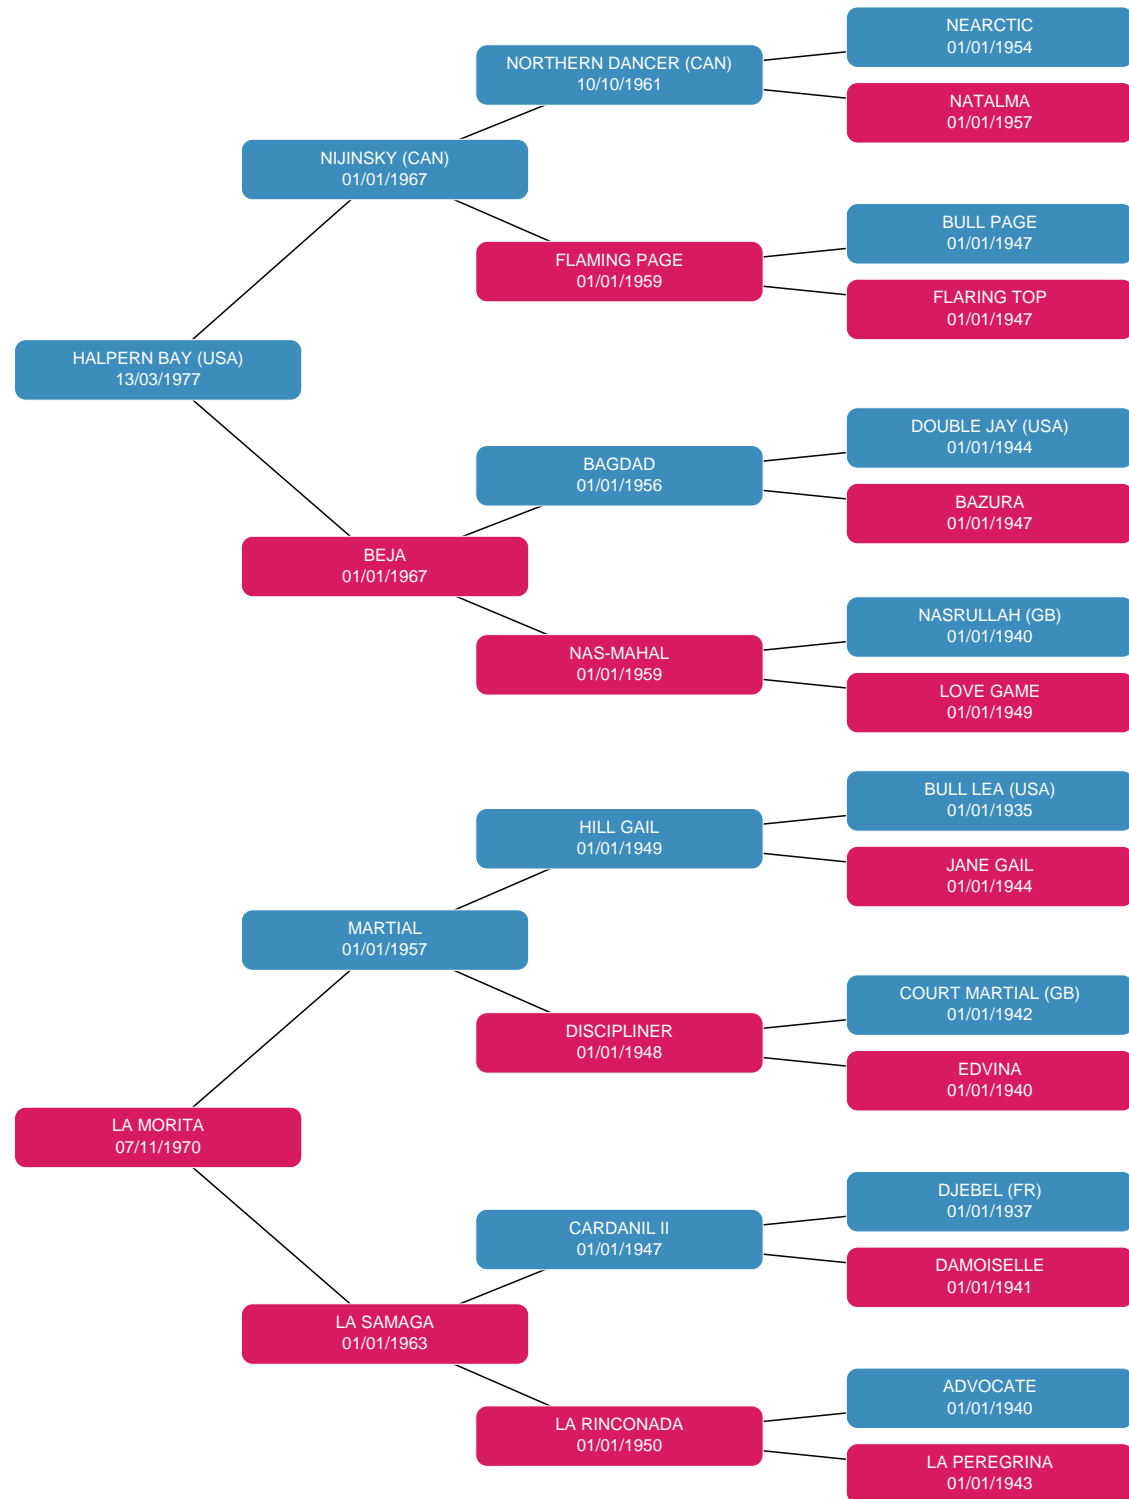 NEARCTIC
01/01/1954
NORTHERN DANCER (CAN)
10/10/1961
NATALMA
01/01/1957
NIJINSKY (CAN)
01/01/1967
BULL PAGE
01/01/1947
FLAMING PAGE
01/01/1959
FLARING TOP
01/01/1947
HALPERN BAY (USA)
13/03/1977
DOUBLE JAY (USA)
01/01/1944
BAGDAD
01/01/1956
BAZURA
01/01/1947
BEJA
01/01/1967
NASRULLAH (GB)
01/01/1940
NAS-MAHAL
01/01/1959
LOVE GAME
01/01/1949
BULL LEA (USA)
01/01/1935
HILL GAIL
01/01/1949
JANE GAIL
01/01/1944
MARTIAL
01/01/1957
COURT MARTIAL (GB)
01/01/1942
DISCIPLINER
01/01/1948
EDVINA
01/01/1940
LA MORITA
07/11/1970
DJEBEL (FR)
01/01/1937
CARDANIL II
01/01/1947
DAMOISELLE
01/01/1941
LA SAMAGA
01/01/1963
ADVOCATE
01/01/1940
LA RINCONADA
01/01/1950
LA PEREGRINA
01/01/1943